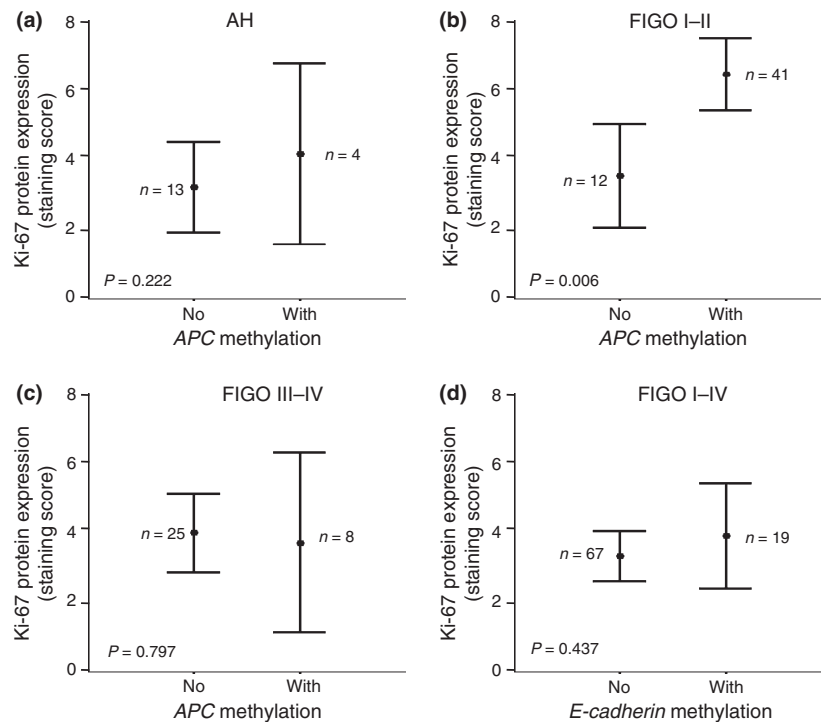 (a)
AH
Ki-67 protein expression
(staining score)
8
6
4
2
0
n = 13
n = 4
P = 0.222
No
With
APC methylation
(b)
FIGO I–II
Ki-67 protein expression
(staining score)
8
6
4
2
0
n = 12
n = 41
P = 0.006
No
With
APC methylation
(c)
FIGO III–IV
Ki-67 protein expression
(staining score)
8
6
4
2
0
n = 25
n = 8
P = 0.797
No
With
APC methylation
(d)
FIGO I–IV
Ki-67 protein expression
(staining score)
8
6
4
2
0
n = 67
n = 19
P = 0.437
No
With
E-cadherin methylation